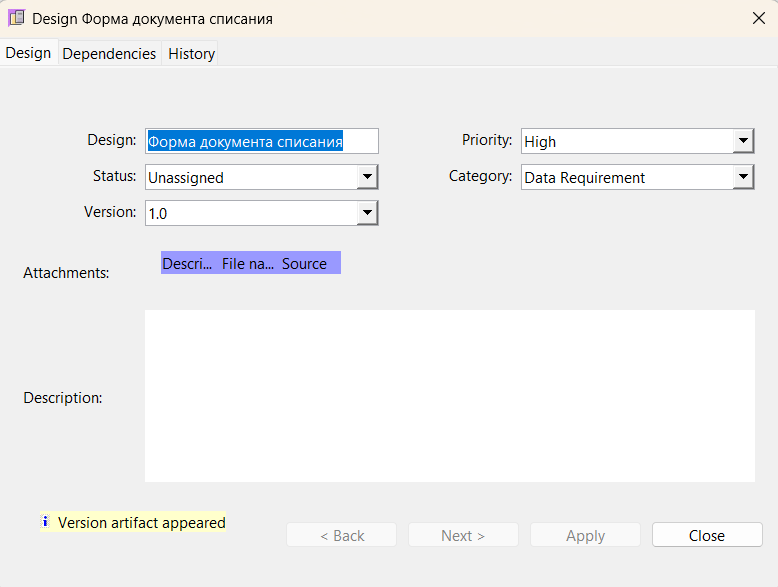 Design Форма документа списания
Design Dependencies History
Design: Форма документа списания Priority: High
Status: Unassigned Category: Data Requirement
Version: 1.0
Attachments: Descri... File na... Source
Description:
Version artifact appeared
< Back Next > Apply Close